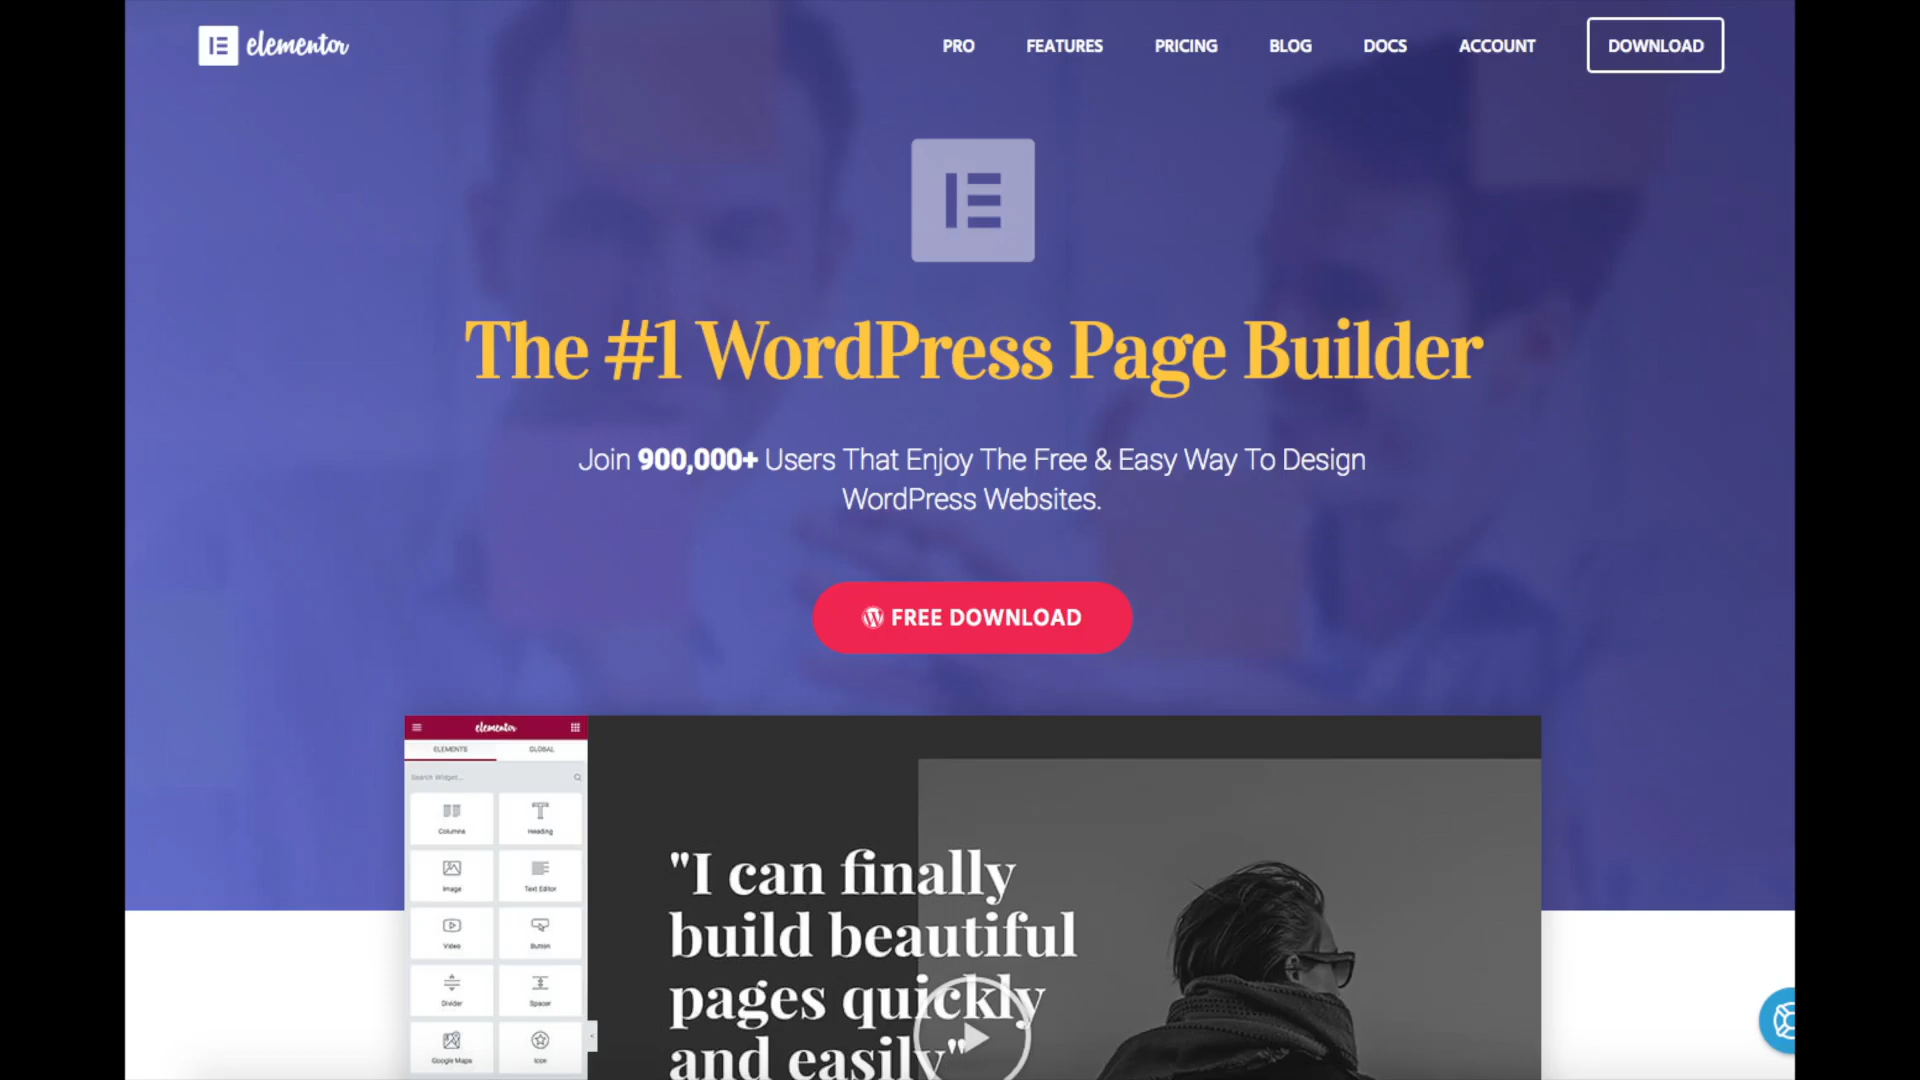 elementor
PRO FEATURES PRICING BLOG DOCS ACCOUNT DOWNLOAD
The #1 WordPress Page Builder
Join 900,000+ Users That Enjoy The Free & Easy Way To Design
WordPress Websites.
FREE DOWNLOAD
elementor
ELEMENTS GLOBAL
Search Widget...
Columns Heading
Image Text Editor
Video Button
Divider Spacer
Google Maps Icon
"I can finally
build beautiful
pages quickly
and easily"